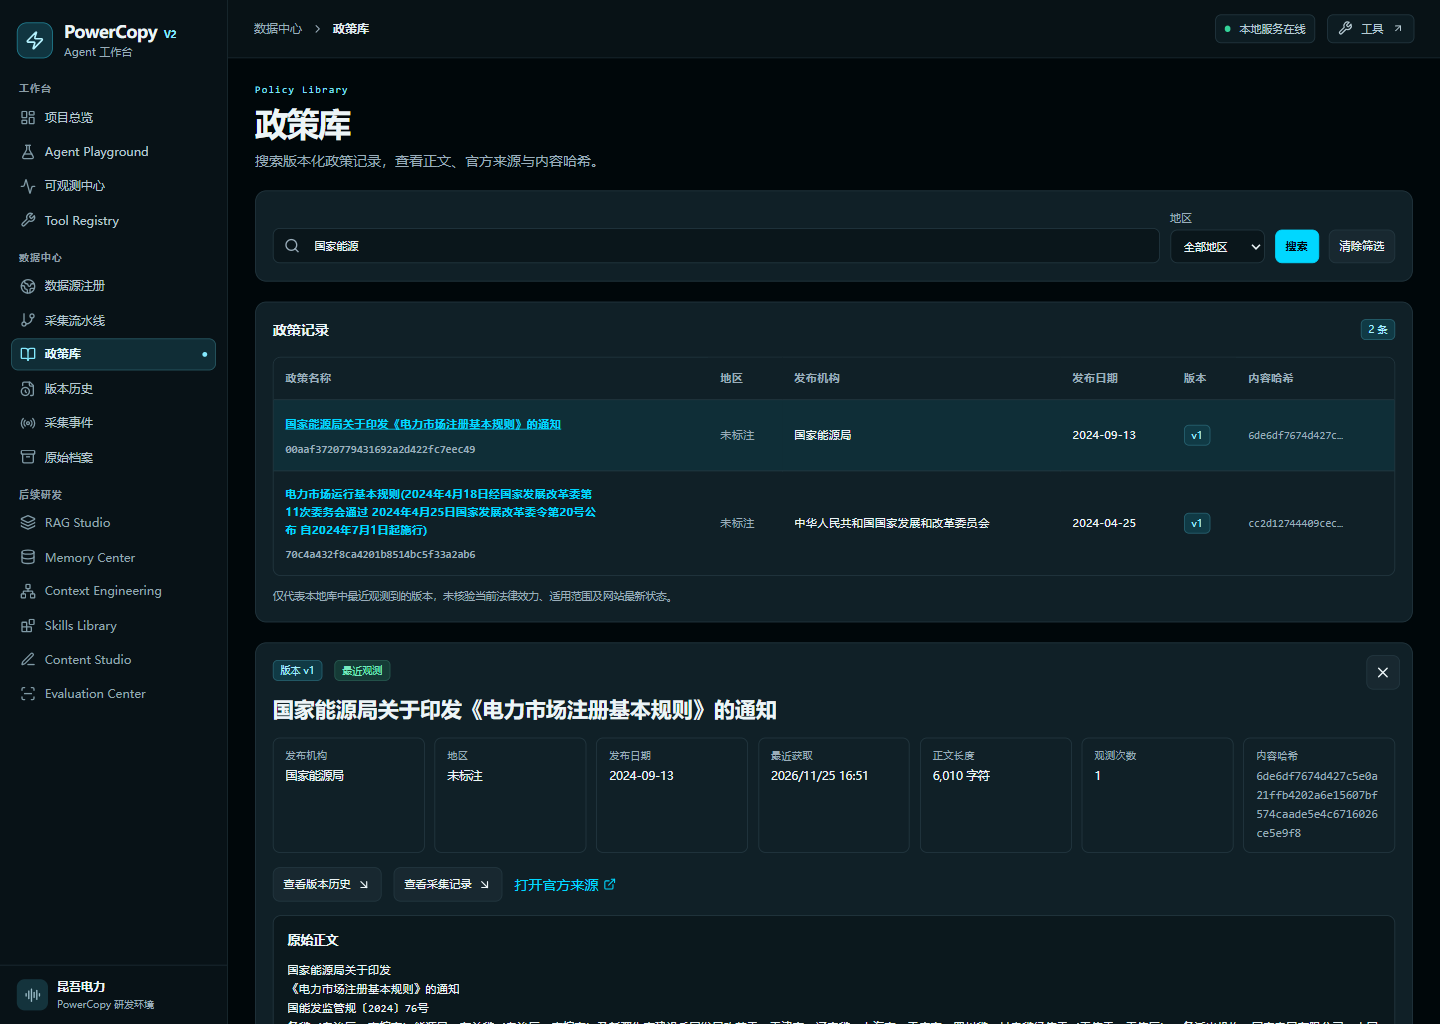 PowerCopy V2
Agent 工作台
工作台
项目总览
Agent Playground
可观测中心
Tool Registry
数据中心
数据源注册
采集流水线
政策库
版本历史
采集事件
原始档案
后续研发
RAG Studio
Memory Center
Context Engineering
Skills Library
Content Studio
Evaluation Center
昆吾电力
PowerCopy 研发环境
数据中心 > 政策库
本地服务在线
工具
Policy Library
政策库
搜索版本化政策记录，查看正文、官方来源与内容哈希。
地区
国家能源
全部地区
搜索
清除筛选
政策记录
2 条
政策名称 地区 发布机构 发布日期 版本 内容哈希
国家能源局关于印发《电力市场注册基本规则》的通知
00aaf3720779431692a2d422fc7eec49
未标注 国家能源局 2024-09-13 v1 6de6df7674d427c…
电力市场运行基本规则(2024年4月18日经国家发展改革委第
11次委务会通过 2024年4月25日国家发展改革委令第20号公
布 自2024年7月1日起施行)
70c4a432f8ca4201b8514bc5f33a2ab6
未标注 中华人民共和国国家发展和改革委员会 2024-04-25 v1 cc2d12744409cec…
仅代表本地库中最近观测到的版本，未核验当前法律效力、适用范围及网站最新状态。
版本 v1
最近观测
国家能源局关于印发《电力市场注册基本规则》的通知
发布机构
国家能源局
地区
未标注
发布日期
2024-09-13
最近获取
2026/11/25 16:51
正文长度
6,010 字符
观测次数
1
内容哈希
6de6df7674d427c5e0a
21ffb4202a6e15607bf
574caade5e4c6716026
ce5e9f8
查看版本历史
查看采集记录
打开官方来源
原始正文
国家能源局关于印发
《电力市场注册基本规则》的通知
国能发监管规〔2024〕76号